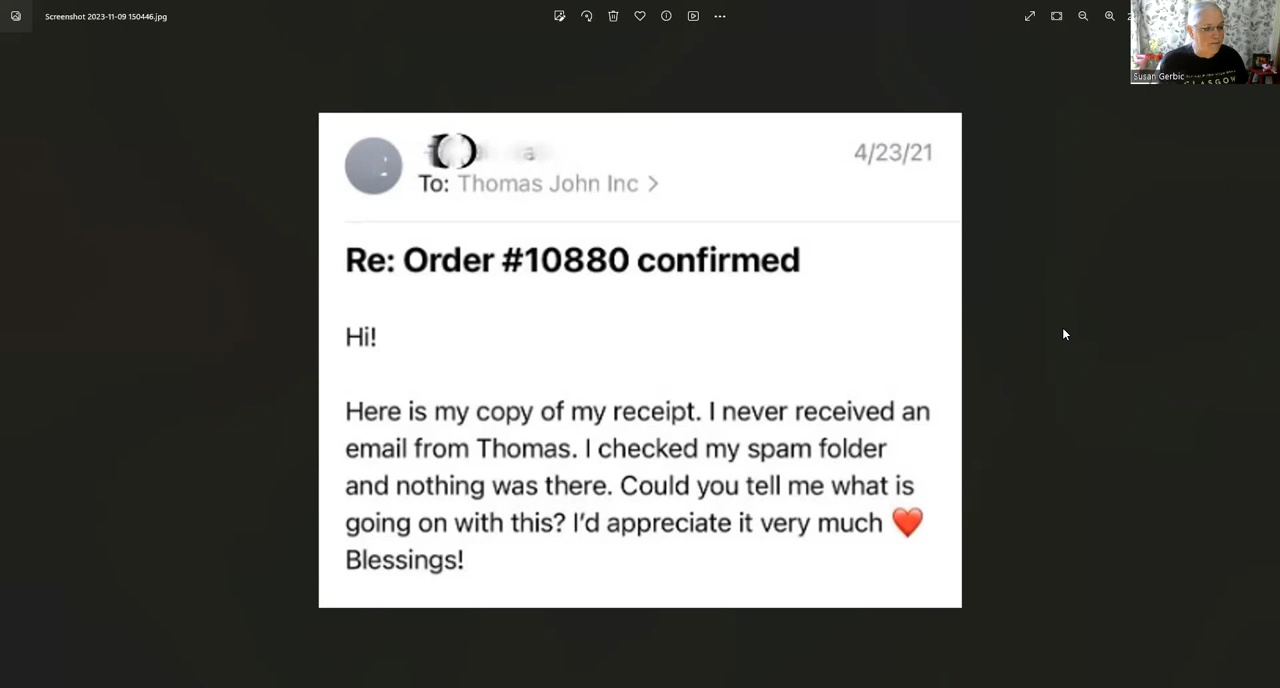 Screenshot 2023-11-09 150446.jpg
Susan Gerbic
GLASGOW
4/23/21
To: Thomas John Inc >
Re: Order #10880 confirmed
Hi!
Here is my copy of my receipt. I never received an
email from Thomas. I checked my spam folder
and nothing was there. Could you tell me what is
going on with this? I'd appreciate it very much ❤️
Blessings!